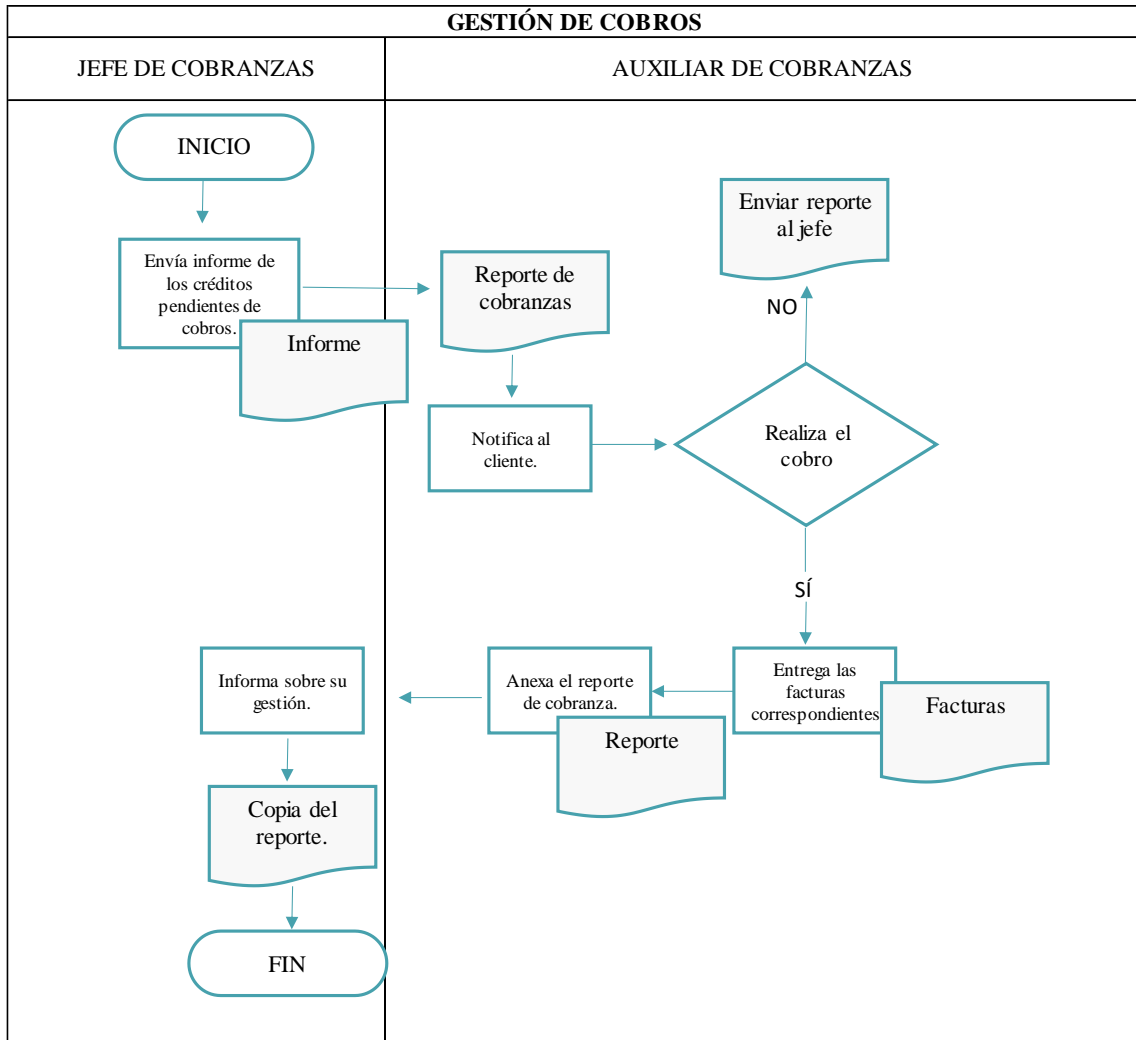 GESTIÓN DE COBROS
JEFE DE COBRANZAS
AUXILIAR DE COBRANZAS
INICIO
Envía informe de
los créditos
pendientes de
cobros.
Informe
Reporte de
cobranzas
Notifica al
cliente.
Enviar reporte
al jefe
NO
Realiza el
cobro
SÍ
Entrega las
facturas
correspondientes
Facturas
Anexa el reporte
de cobranza.
Reporte
Informa sobre su
gestión.
Copia del
reporte.
FIN